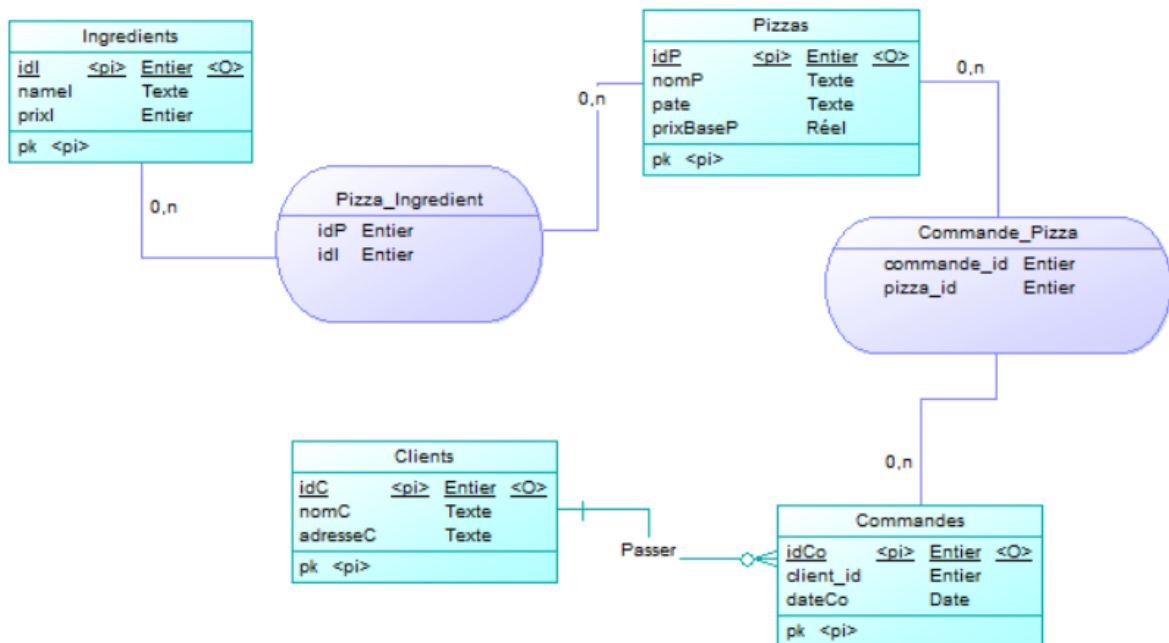 Ingredients
idI <pi> Entier <O>
nameI Texte
prixI Entier
pk <pi>
0,n
Pizza_Ingredient
idP Entier
idI Entier
0,n
Pizzas
idP <pi> Entier <O>
nomP Texte
pate Texte
prixBaseP Réel
pk <pi>
0,n
Commande_Pizza
commande_id Entier
pizza_id Entier
0,n
Clients
idC <pi> Entier <O>
nomC Texte
adresseC Texte
pk <pi>
Passer
Commandes
idCo <pi> Entier <O>
client_id Entier
dateCo Date
pk <pi>